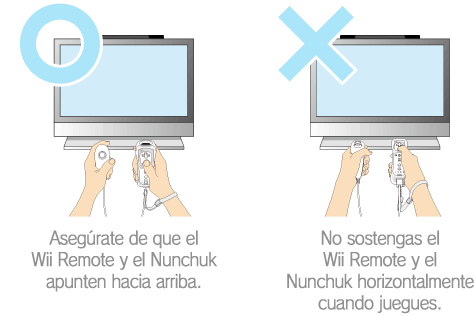 Asegúrate de que el
Wii Remote y el Nunchuk
apunten hacia arriba.
No sostengas el
Wii Remote y el
Nunchuk horizontalmente
cuando juegues.